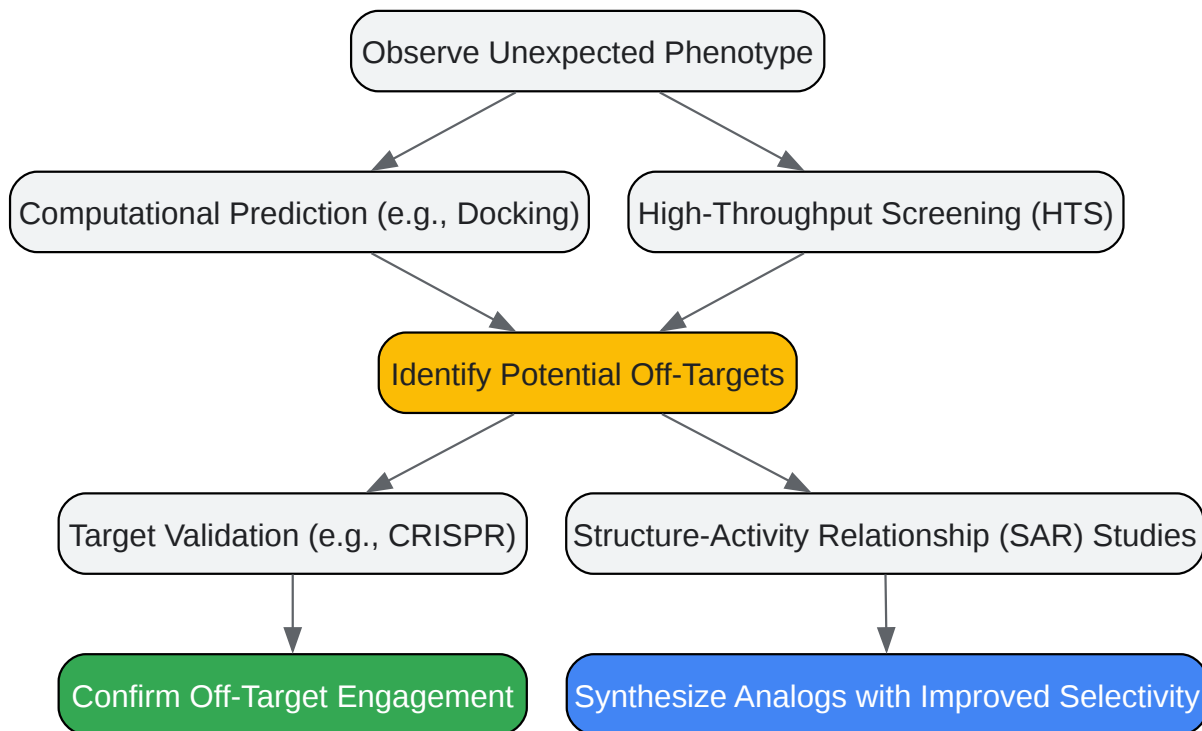 Observe Unexpected Phenotype
Computational Prediction (e.g., Docking)
High-Throughput Screening (HTS)
Identify Potential Off-Targets
Target Validation (e.g., CRISPR)
Structure-Activity Relationship (SAR) Studies
Confirm Off-Target Engagement
Synthesize Analogs with Improved Selectivity